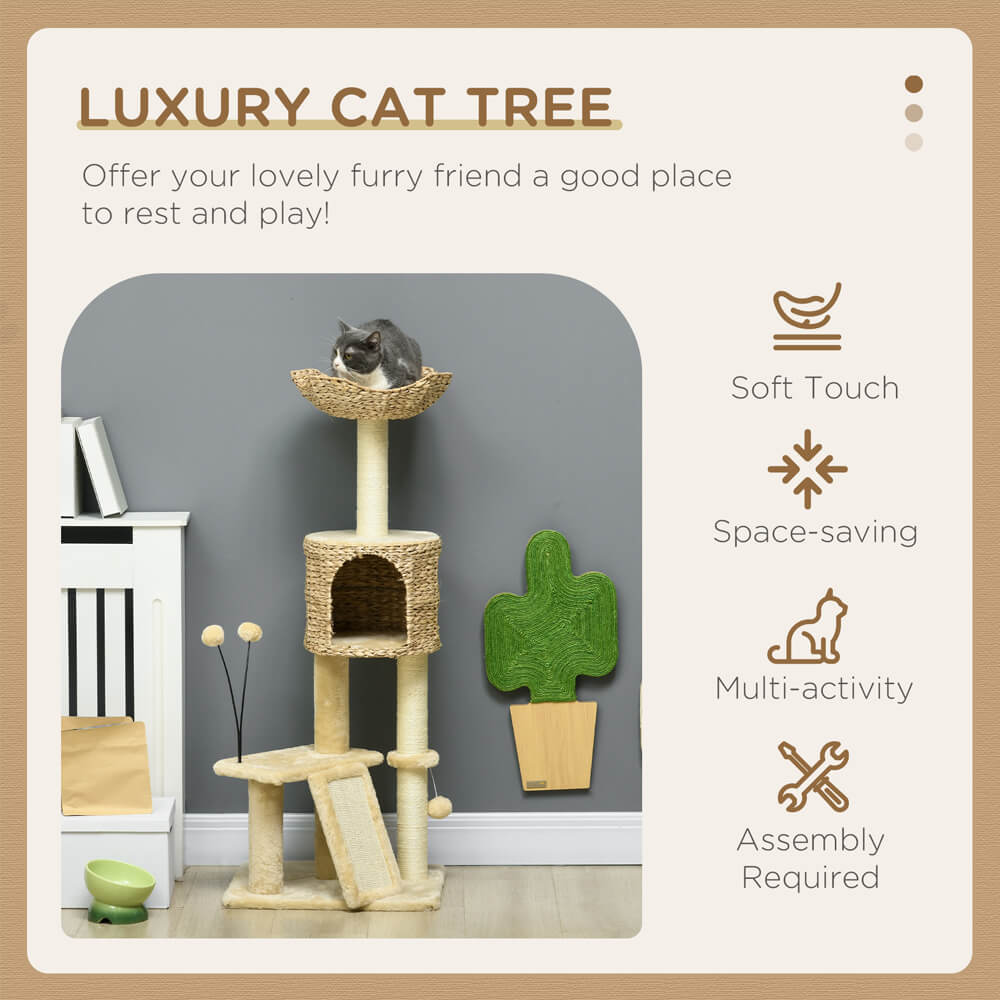 LUXURY CAT TREE
Offer your lovely furry friend a good place
to rest and play!
Soft Touch
Space-saving
Multi-activity
Assembly
Required